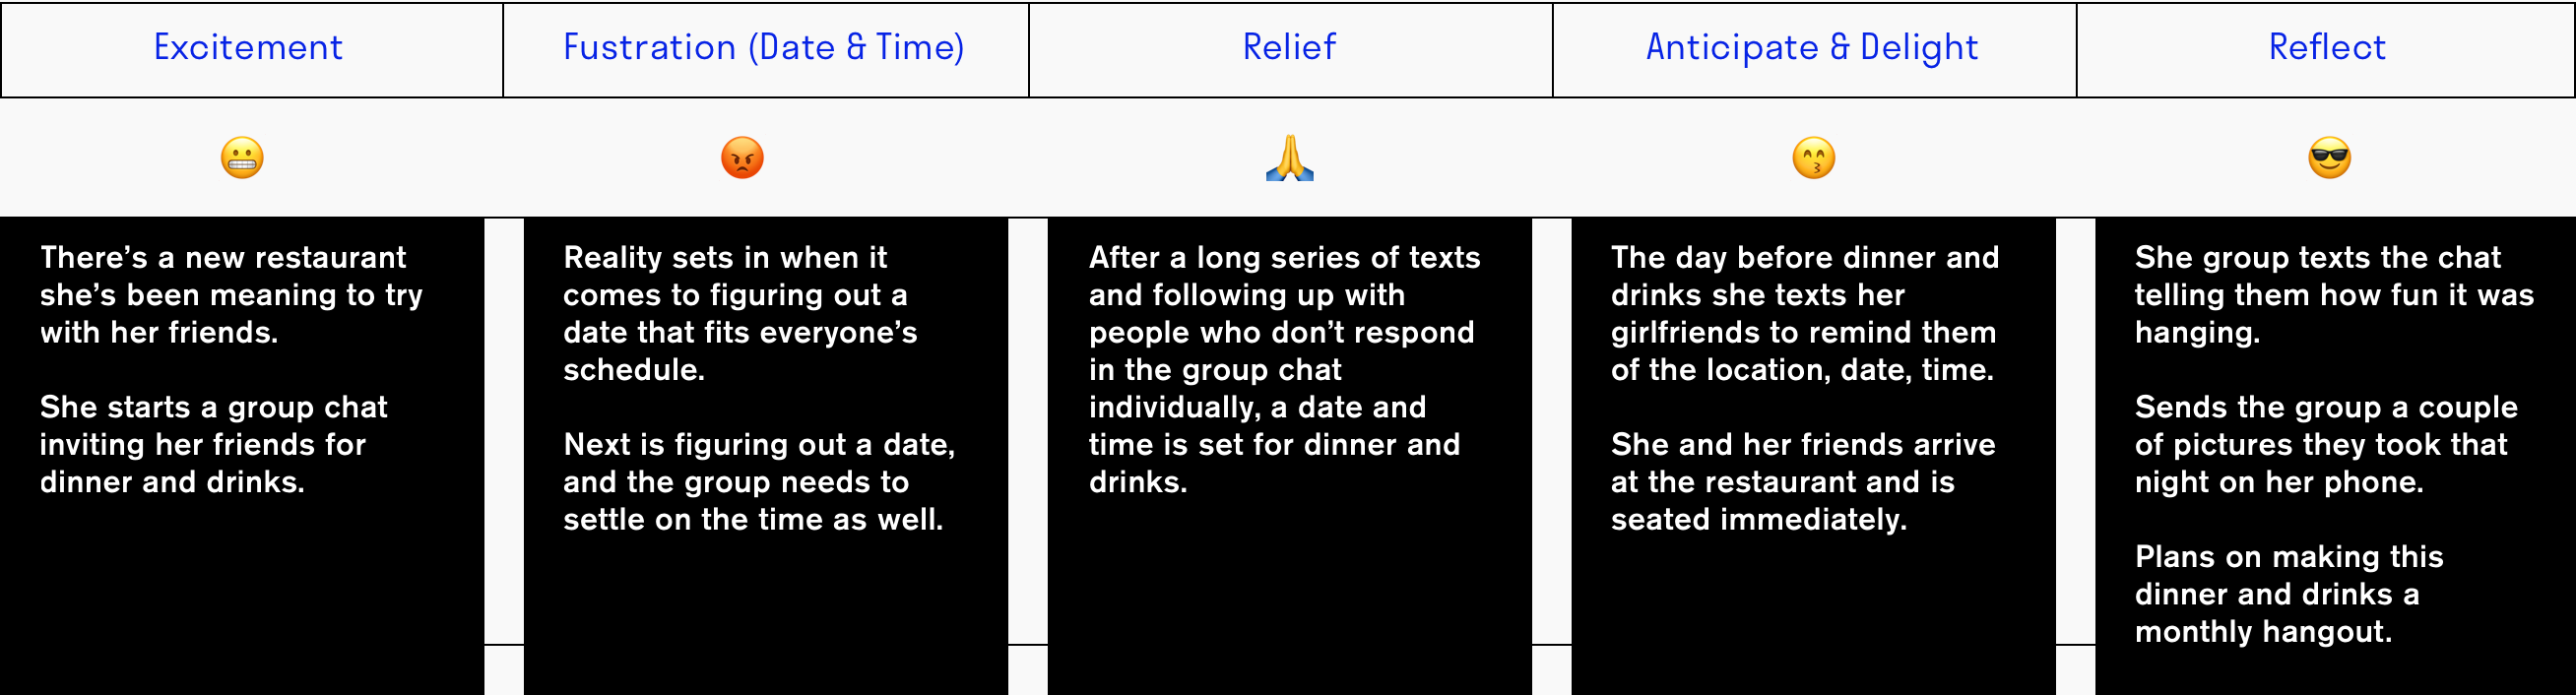 Excitement
Fustration (Date & Time)
Relief
Anticipate & Delight
Reflect
There’s a new restaurant
she’s been meaning to try
with her friends.
She starts a group chat
inviting her friends for
dinner and drinks.
Reality sets in when it
comes to figuring out a
date that fits everyone’s
schedule.
Next is figuring out a date,
and the group needs to
settle on the time as well.
After a long series of texts
and following up with
people who don’t respond
in the group chat
individually, a date and
time is set for dinner and
drinks.
The day before dinner and
drinks she texts her
girlfriends to remind them
of the location, date, time.
She and her friends arrive
at the restaurant and is
seated immediately.
She group texts the chat
telling them how fun it was
hanging.
Sends the group a couple
of pictures they took that
night on her phone.
Plans on making this
dinner and drinks a
monthly hangout.